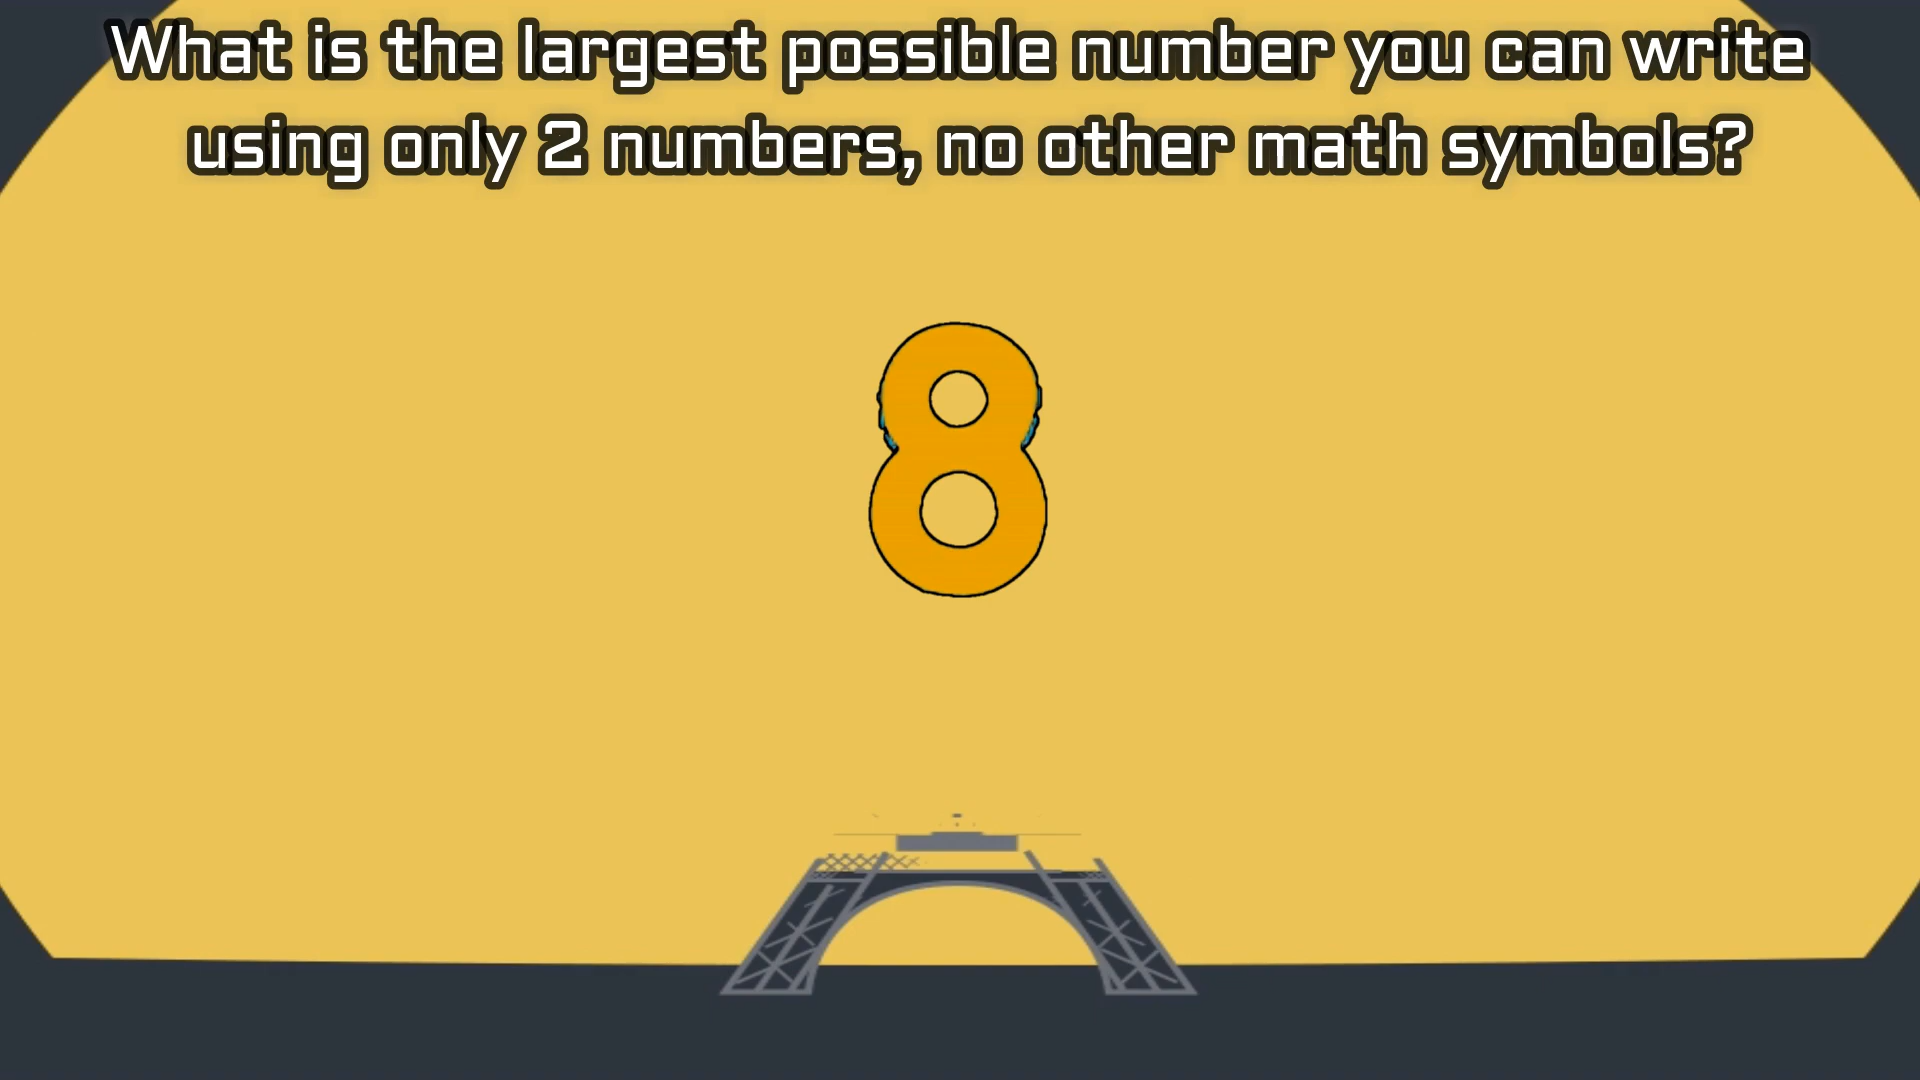 What is the largest possible number you can write
using only 2 numbers, no other math symbols?
8